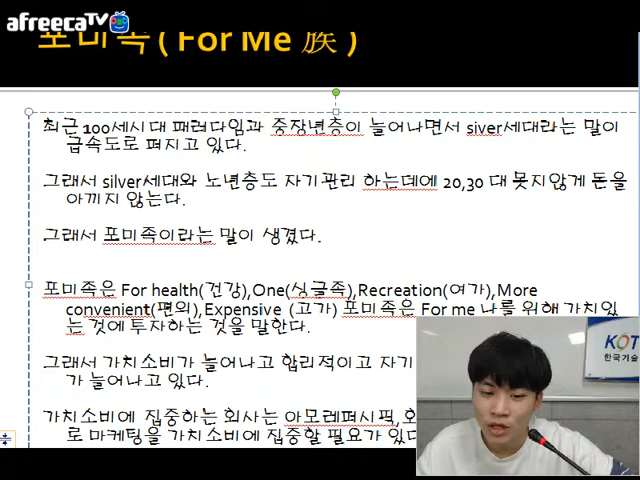 afreecaTV
포미족 ( For Me 族 )
최근 100세시대 패러다임과 중장년층이 늘어나면서 siver세대라는 말이
급속도로 펴지고 있다.
그래서 silver세대와 노년층도 자기관리 하는데에 20,30 대 못지않게 돈을
아끼지 않는다.
그래서 포미족이라는 말이 생겼다.
포미족은 For health(건강),One(싱글족),Recreation(여가),More
convenient(편의),Expensive (고가) 포미족은 For me 나를 위해 가치있
는 것에 투자하는 것을 말한다.
그래서 가치소비가 늘어나고 합리적이고 자기
가 늘어나고 있다.
가치소비에 집중하는 회사는 아모레펴시픽,
로 마케팅을 가치소비에 집중할 필요가 있다
KOT
한국기술